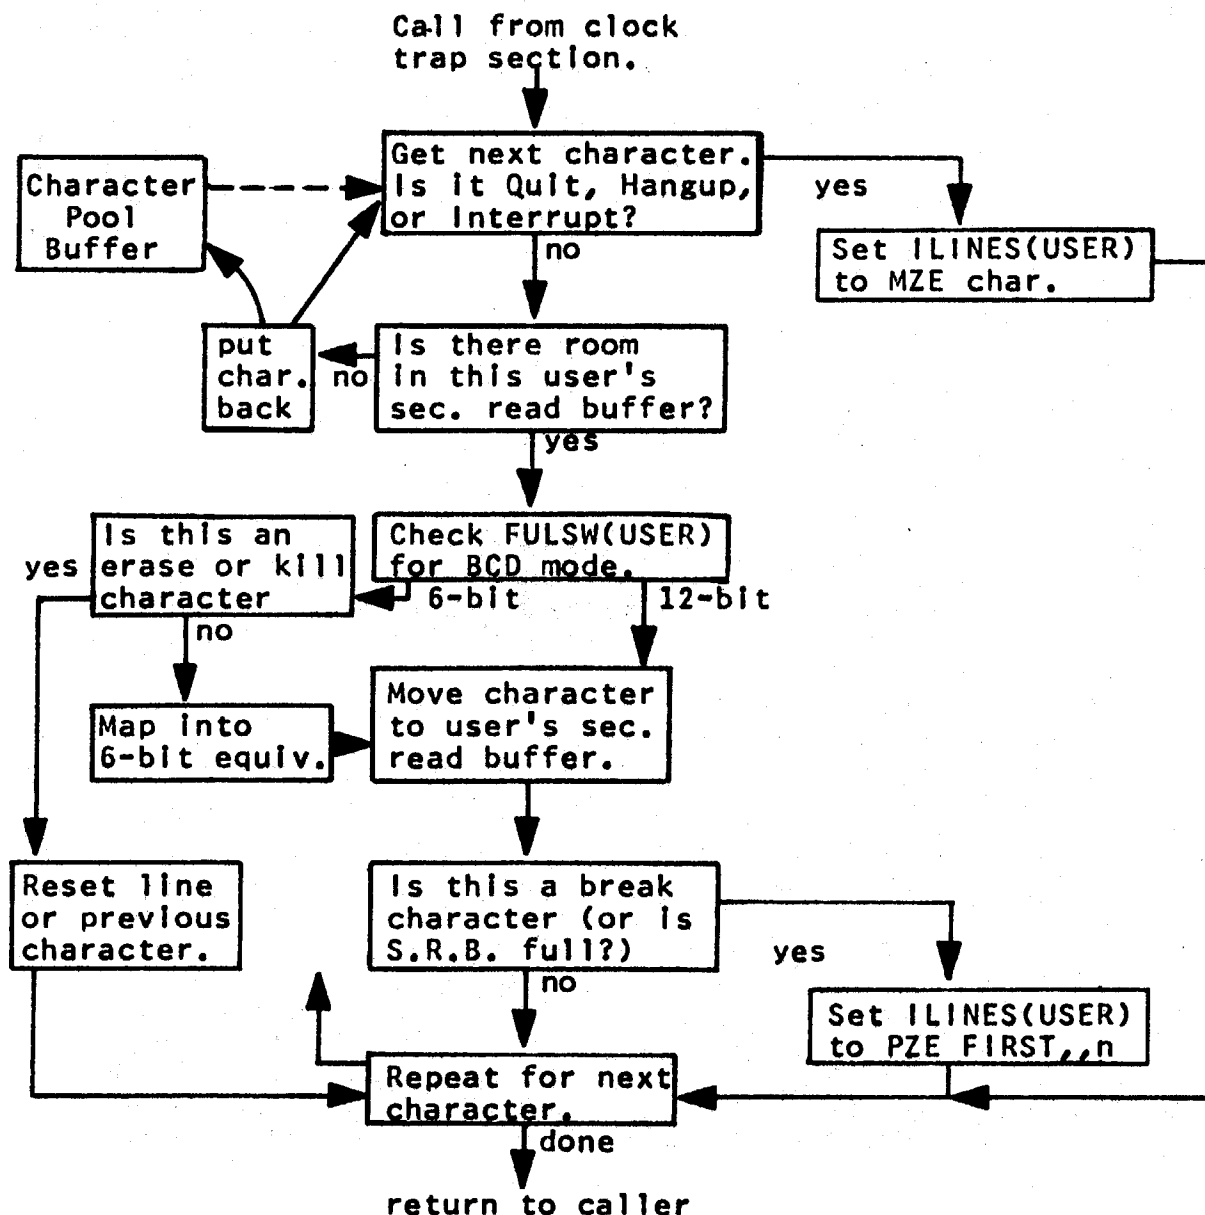 Call from clock
trap section.
Get next character.
Is it Quit, Hangup,
or Interrupt?
Character
Pool
Buffer
yes
no
Set ILINES(USER)
to MZE char.
put
char.
back
no
Is there room
in this user's
sec. read buffer?
yes
Is this an
erase or kill
character
yes
Check FULSW(USER)
for BCD mode.
6-bit
12-bit
no
Map into
6-bit equiv.
Move character
to user's sec.
read buffer.
Reset line
or previous
character.
Is this a break
character (or is
S.R.B. full?)
yes
no
Set ILINES(USER)
to PZE FIRST,,n
Repeat for next
character.
done
return to caller